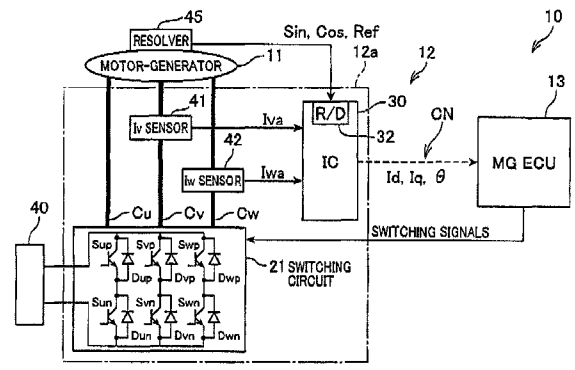 45
10
RESOLVER
Sin, Cos, Ref
12a
12
MOTOR-GENERATOR
11
13
41
30
Iv SENSOR
Iva
R/D
CN
42
32
IC
MG ECU
Iw SENSOR
Iwa
Id, Iq, θ
40
Cu
Cv
Cw
SWITCHING SIGNALS
Sup
Svp
Swp
21 SWITCHING
CIRCUIT
Dup
Dvp
Dwp
Sun
Svn
Swn
Dun
Dvn
Dwn